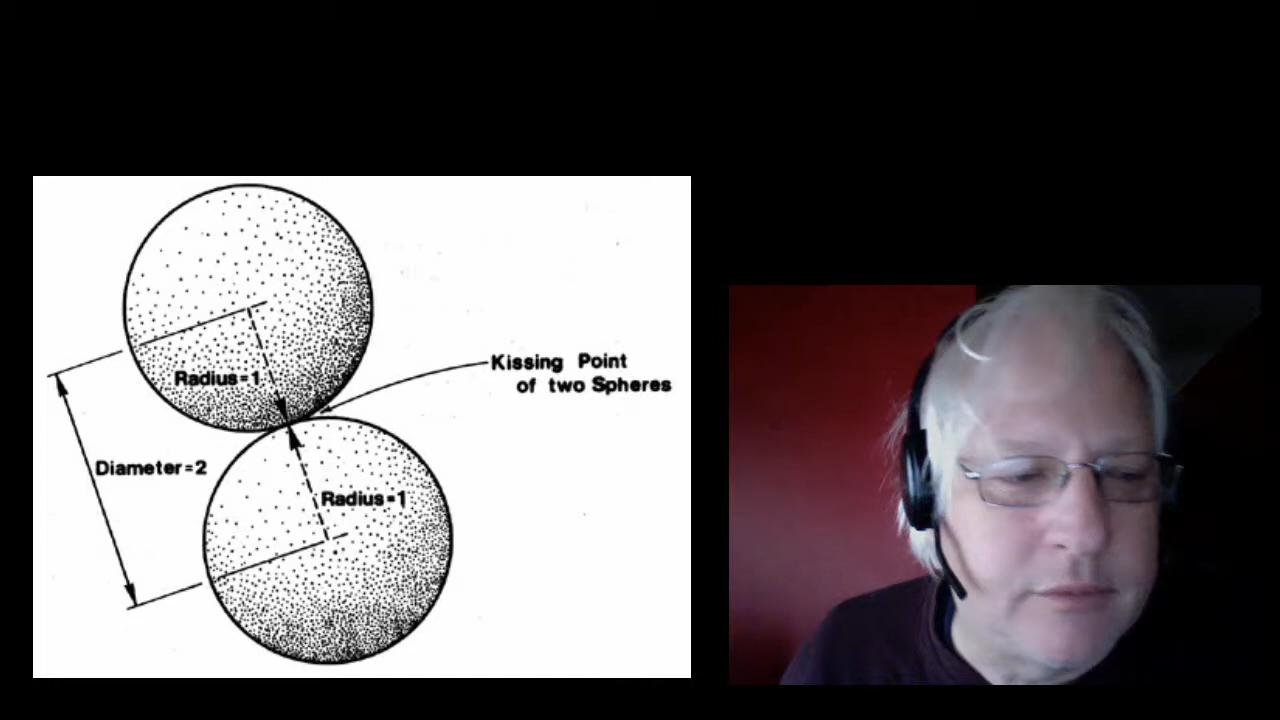 Radius=1
Kissing Point
of two Spheres
Diameter=2
Radius=1